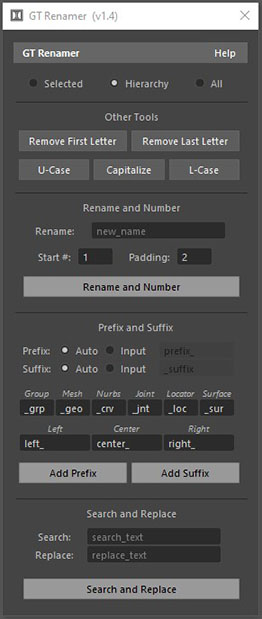 GT Renamer (v1.4)
GT Renamer Help
Selected Hierarchy All
Other Tools
Remove First Letter Remove Last Letter
U-Case Capitalize L-Case
Rename and Number
Rename: new_name
Start #: 1 Padding: 2
Rename and Number
Prefix and Suffix
Prefix: Auto Input prefix_
Suffix: Auto Input _suffix
Group Mesh Nurbs Joint Locator Surface
_grp _geo _crv _jnt _loc _sur
Left Center Right
left_ center_ right_
Add Prefix Add Suffix
Search and Replace
Search: search_text
Replace: replace_text
Search and Replace